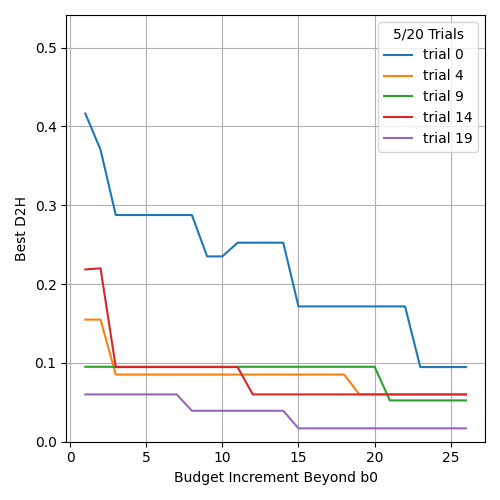 5/20 Trials
trial 0
trial 4
trial 9
trial 14
trial 19
Best D2H
0.5
0.4
0.3
0.2
0.1
0.0
0 5 10 15 20 25
Budget Increment Beyond b0